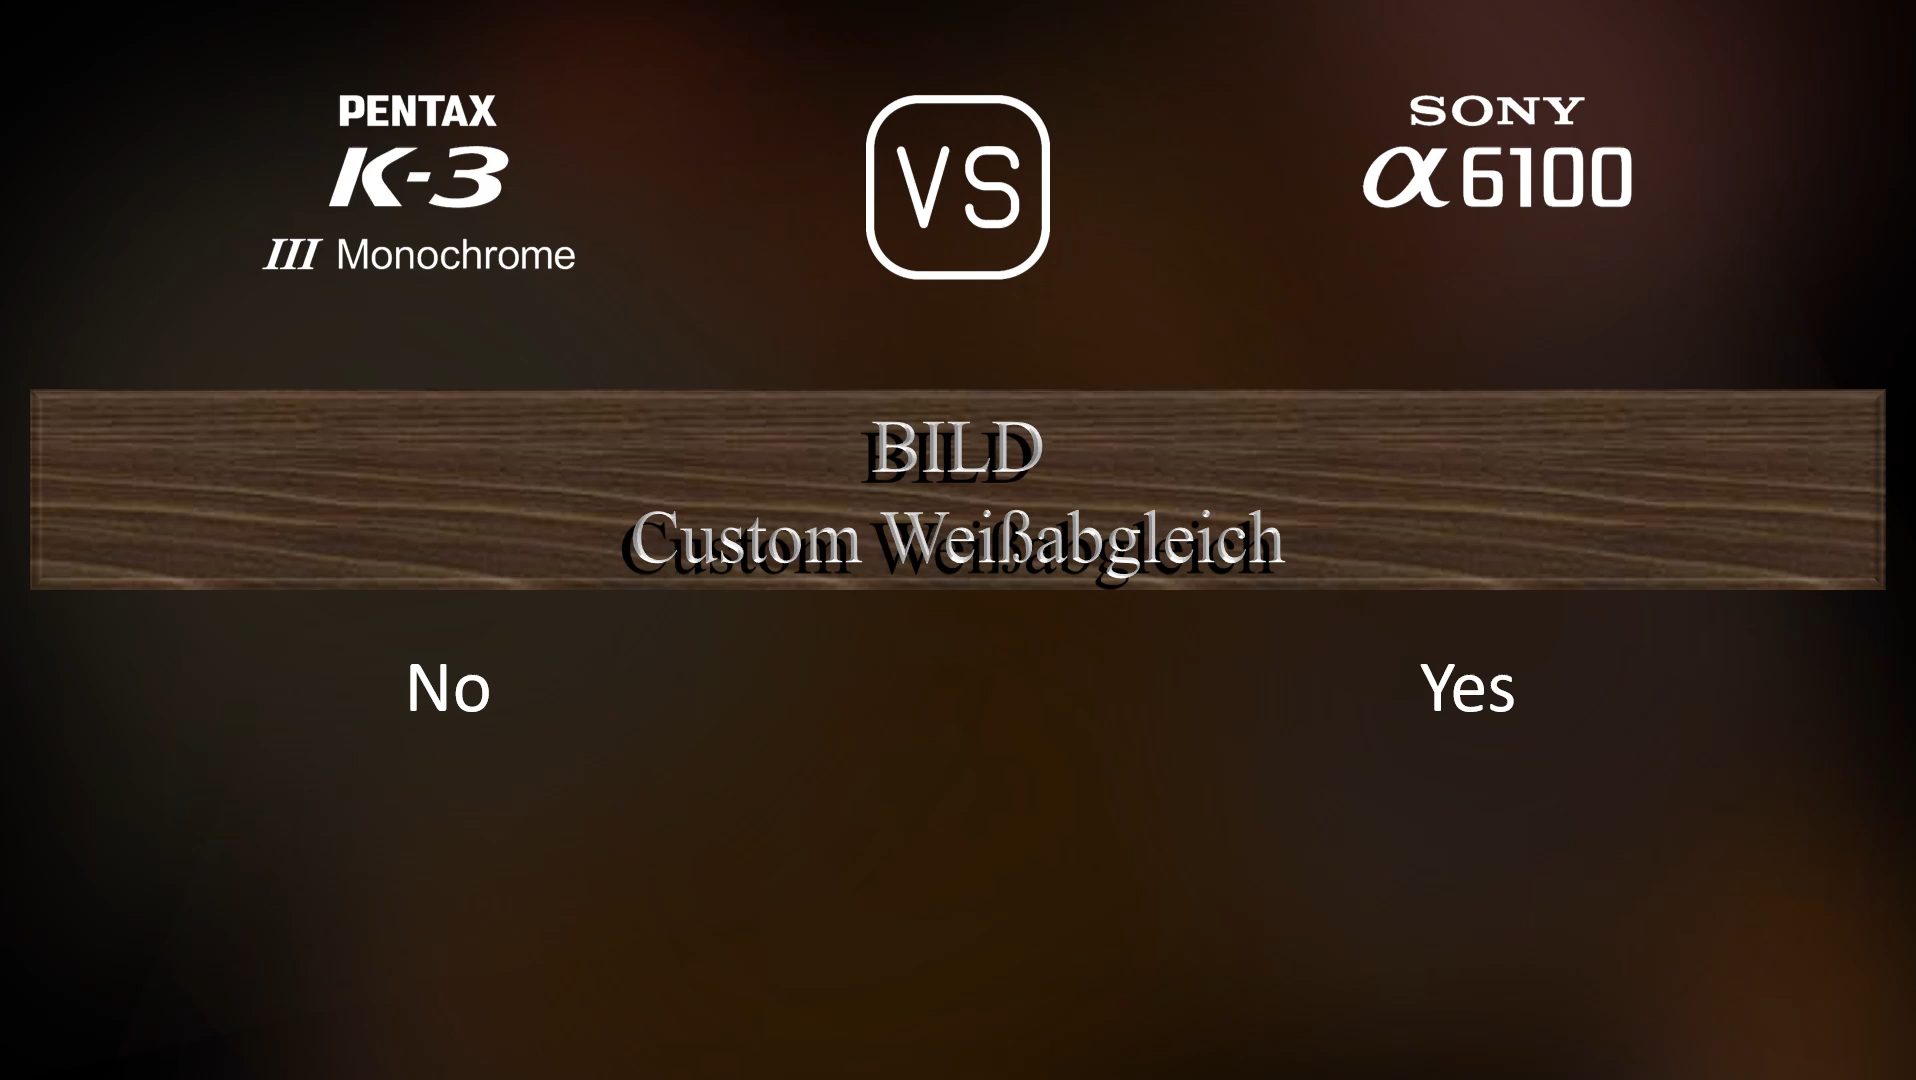 PENTAX
K-3
III Monochrome
VS
SONY
α6100
BILD
Custom Weißabgleich
No
Yes